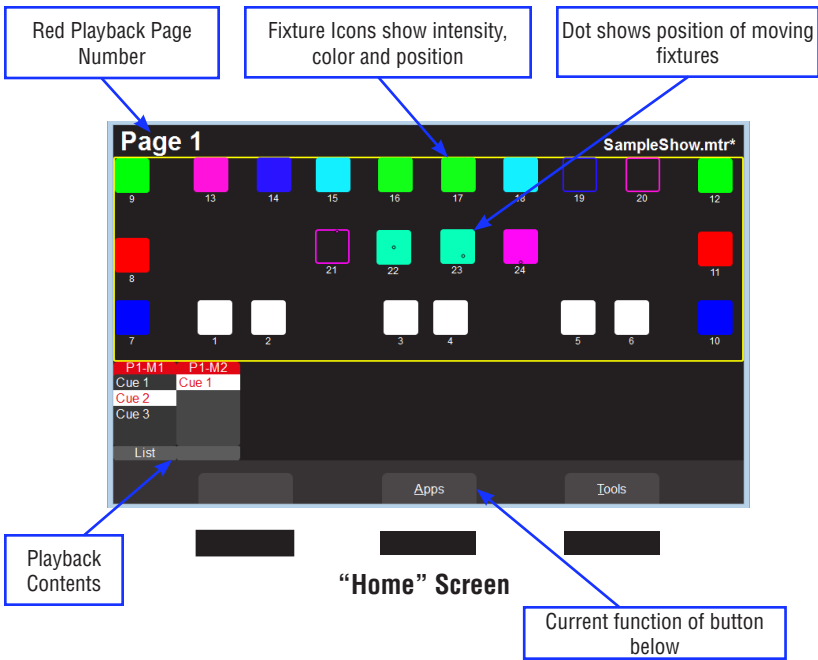 Red Playback Page
Number
Fixture Icons show intensity,
color and position
Dot shows position of moving
fixtures
Page 1
SampleShow.mtr*
9 13 14 15 16 17 18 19 20 12
8 21 22 23 24 11
7 1 2 3 4 5 6 10
P1-M1 P1-M2
Cue 1 Cue 1
Cue 2
Cue 3
List
Apps Tools
Playback
Contents
“Home” Screen
Current function of button
below